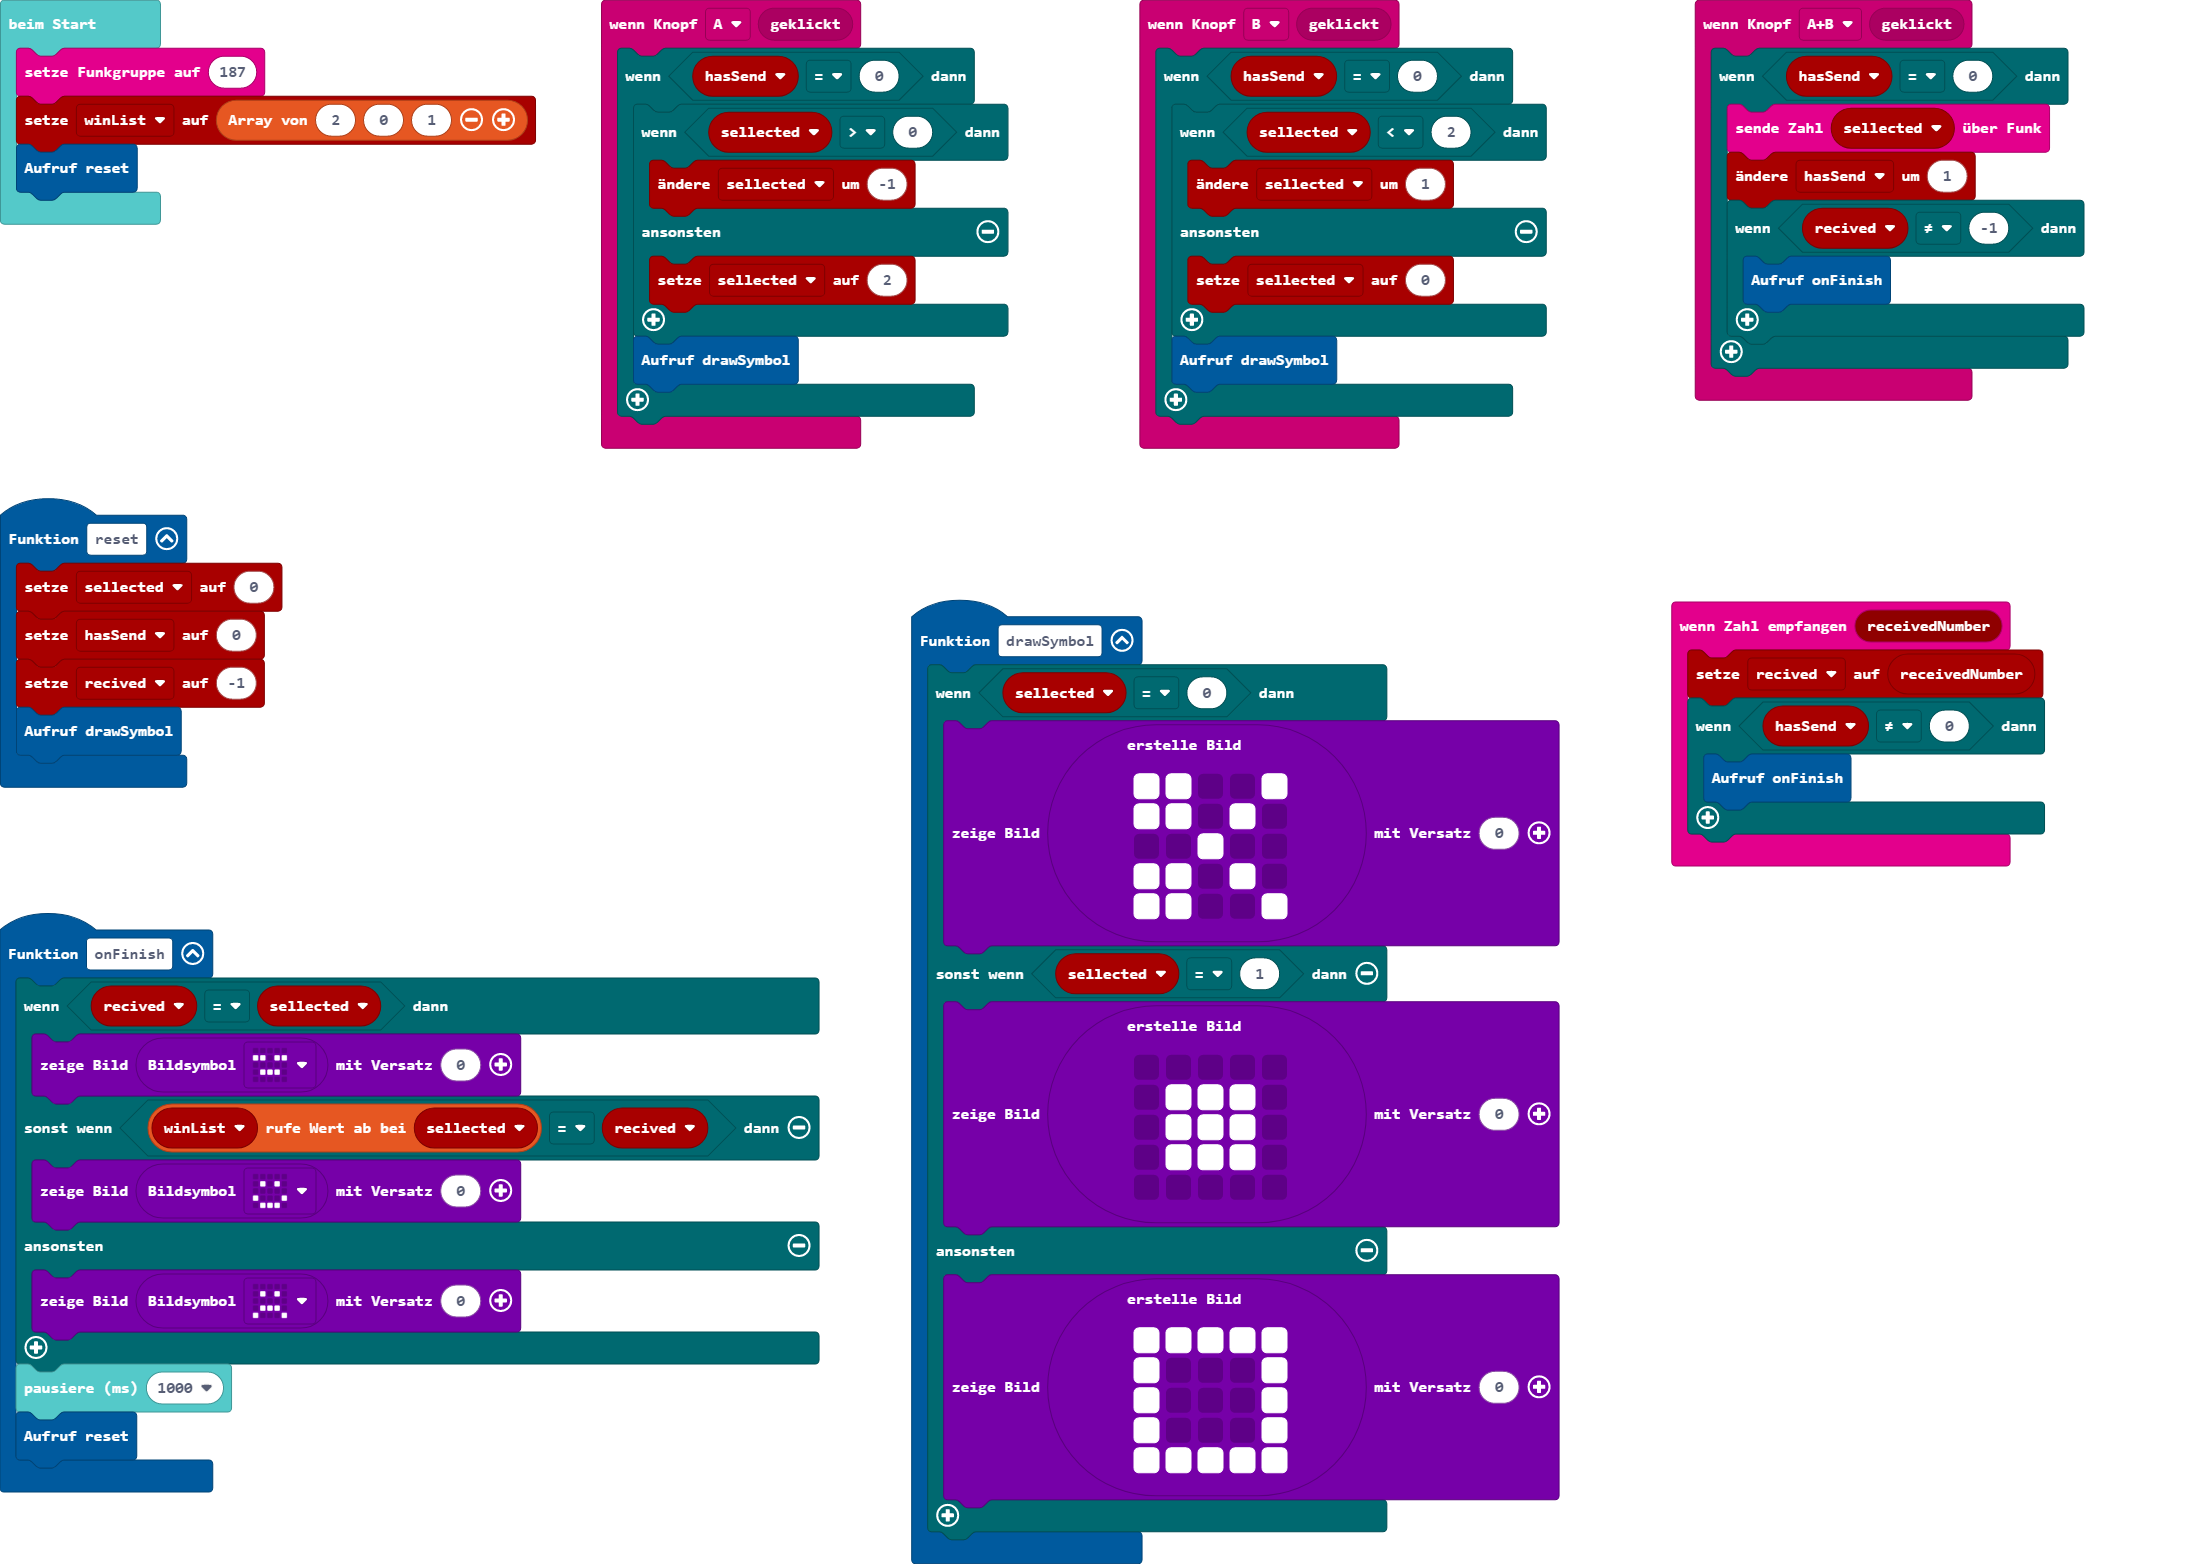 beim Start
setze Funkgruppe auf 187
setze winList auf Array von 2 0 1
Aufruf reset
wenn Knopf A geklickt
wenn hasSend = 0 dann
wenn sellected > 0 dann
ändere sellected um -1
ansonsten
setze sellected auf 2
Aufruf drawSymbol
wenn Knopf B geklickt
wenn hasSend = 0 dann
wenn sellected < 2 dann
ändere sellected um 1
ansonsten
setze sellected auf 0
Aufruf drawSymbol
wenn Knopf A+B geklickt
wenn hasSend = 0 dann
sende Zahl sellected über Funk
ändere hasSend um 1
wenn recived ≠ -1 dann
Aufruf onFinish
Funktion reset
setze sellected auf 0
setze hasSend auf 0
setze recived auf -1
Aufruf drawSymbol
Funktion drawSymbol
wenn sellected = 0 dann
erstelle Bild
zeige Bild mit Versatz 0
sonst wenn sellected = 1 dann
erstelle Bild
zeige Bild mit Versatz 0
ansonsten
erstelle Bild
zeige Bild mit Versatz 0
wenn Zahl empfangen receivedNumber
setze recived auf receivedNumber
wenn hasSend ≠ 0 dann
Aufruf onFinish
Funktion onFinish
wenn recived = sellected dann
zeige Bild Bildsymbol mit Versatz 0
sonst wenn winList rufe Wert ab bei sellected = recived dann
zeige Bild Bildsymbol mit Versatz 0
ansonsten
zeige Bild Bildsymbol mit Versatz 0
pausiere (ms) 1000
Aufruf reset